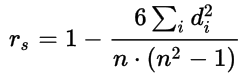 r_s = 1 − \frac{6 \sum_i d_i^2}{n \cdot (n^2 − 1)}